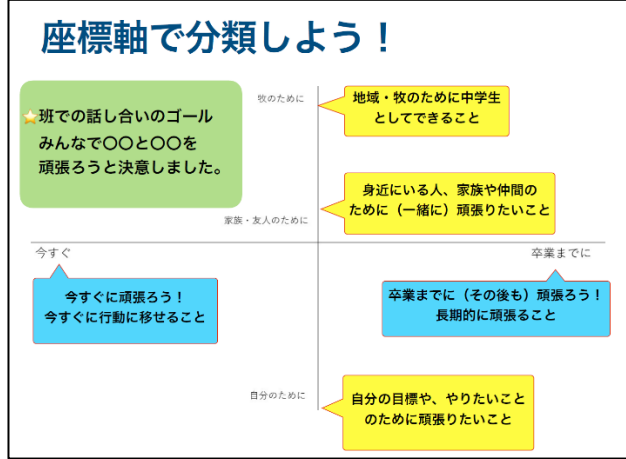 座標軸で分類しよう！
⭐班での話し合いのゴール
みんなで〇〇と〇〇を
頑張ろうと決意しました。
牧のために
地域・牧のために中学生
としてできること
身近にいる人、家族や仲間の
ために（一緒に）頑張りたいこと
家族・友人のために
今すぐ
卒業までに
今すぐに頑張ろう！
今すぐに行動に移せること
卒業までに（その後も）頑張ろう！
長期的に頑張ること
自分のために
自分の目標や、やりたいこと
のために頑張りたいこと